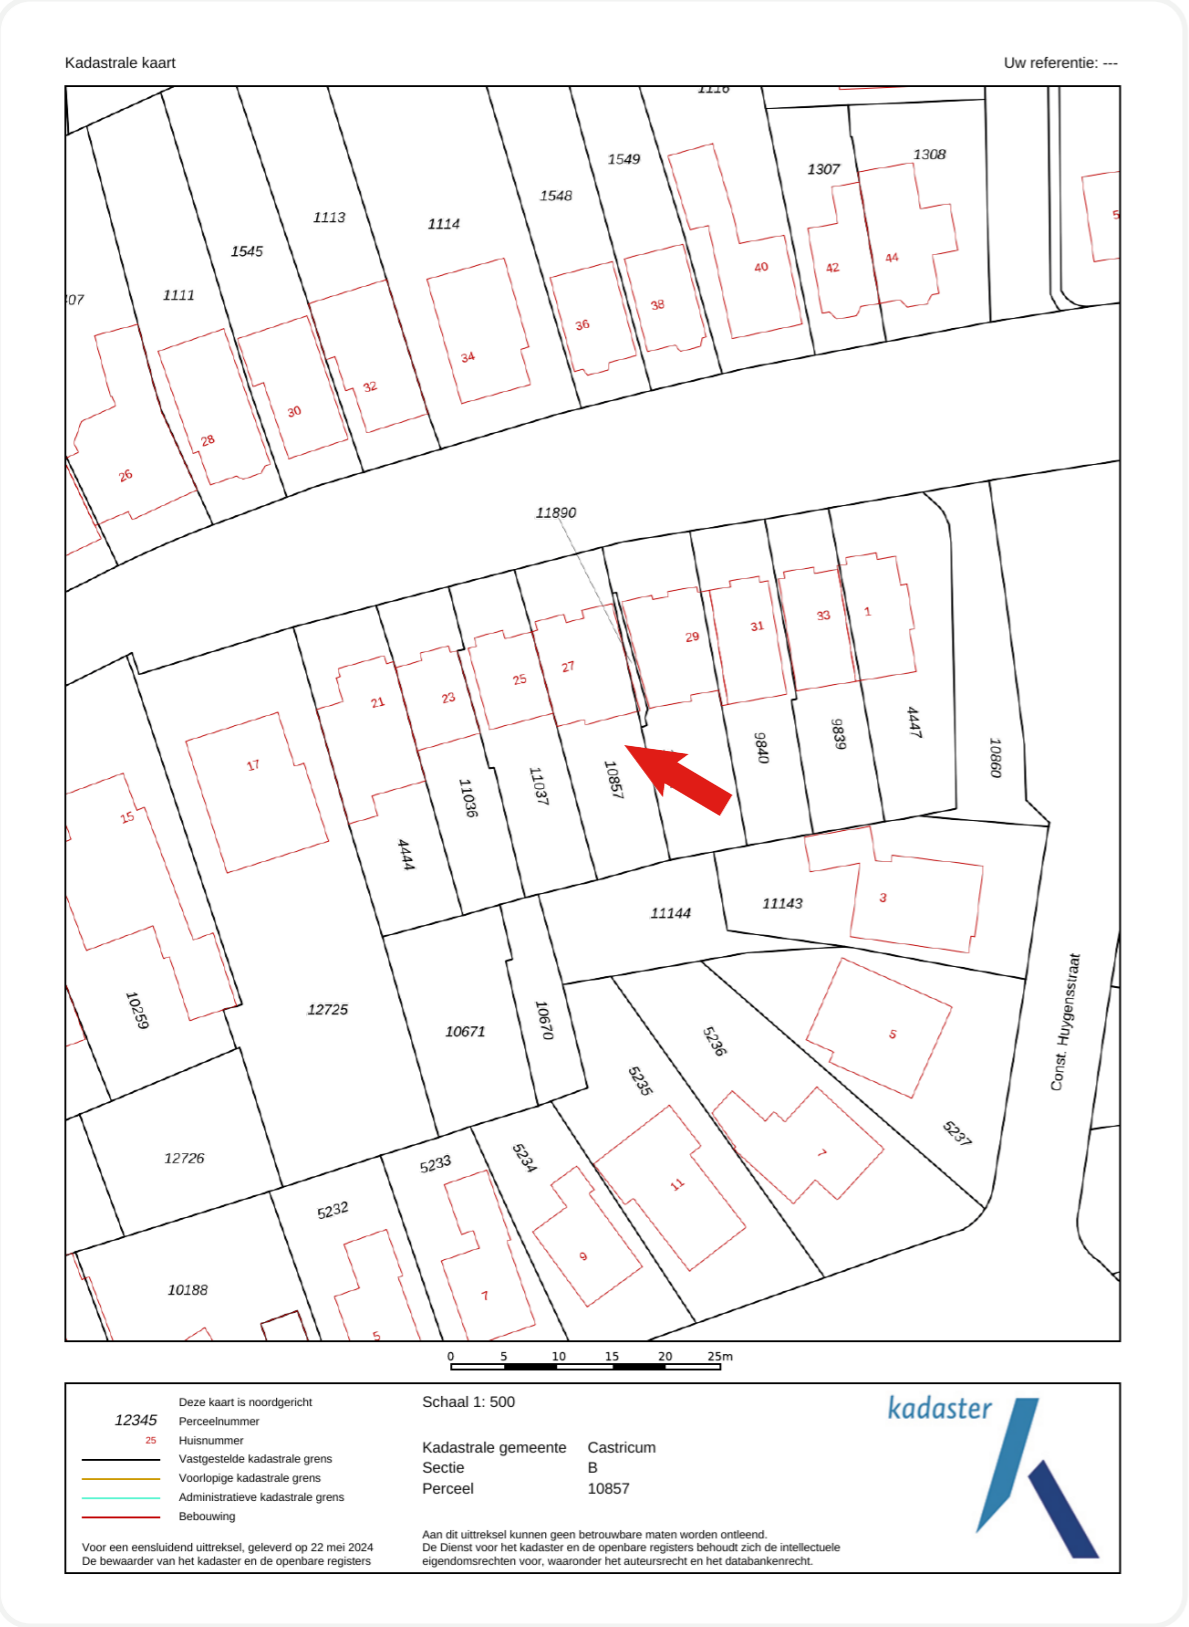 Kadastrale kaart
Uw referentie: ---
1116
1549
1308
1307
1548
1113
1114
1545
5
44
40
42
1111
38
36
34
32
30
28
26
11890
1
33
31
29
27
25
23
21
17
15
4447
9839
9840
10860
10857
11037
11036
4444
3
11143
11144
10259
12725
10671
10670
5236
5
5235
Const. Huygensstraat
5237
12726
5233
5234
7
11
5232
9
10188
7
5
0 5 10 15 20 25m
Deze kaart is noordgericht
12345 Perceelnummer
25 Huisnummer
Vastgestelde kadastrale grens
Voorlopige kadastrale grens
Administratieve kadastrale grens
Bebouwing
Voor een eensluidend uittreksel, geleverd op 22 mei 2024
De bewaarder van het kadaster en de openbare registers
Schaal 1: 500
Kadastrale gemeente Castricum
Sectie B
Perceel 10857
Aan dit uittreksel kunnen geen betrouwbare maten worden ontleend.
De Dienst voor het kadaster en de openbare registers behoudt zich de intellectuele
eigendomsrechten voor, waaronder het auteursrecht en het databankenrecht.
kadaster